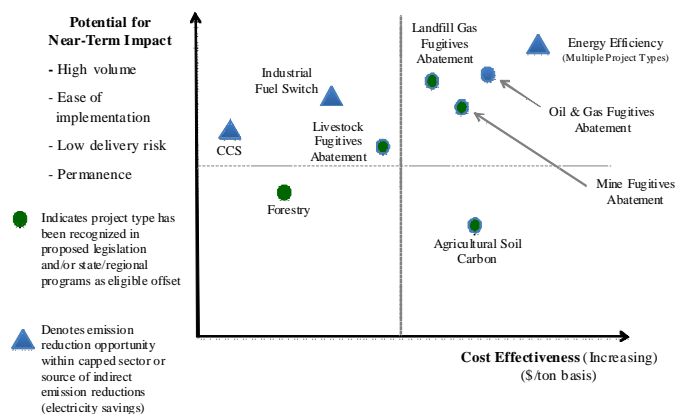 Potential for
Near-Term Impact
- High volume
- Ease of
implementation
- Low delivery risk
- Permanence
Indicates project type has
been recognized in
proposed legislation
and/or state/regional
programs as eligible offset
Denotes emission
reduction opportunity
within capped sector or
source of indirect
emission reductions
(electricity savings)
Landfill Gas
Fugitives
Abatement
Energy Efficiency
(Multiple Project Types)
Industrial
Fuel Switch
Oil & Gas Fugitives
Abatement
Livestock
Fugitives
Abatement
CCS
Mine Fugitives
Abatement
Forestry
Agricultural Soil
Carbon
Cost Effectiveness (Increasing)
($/ton basis)